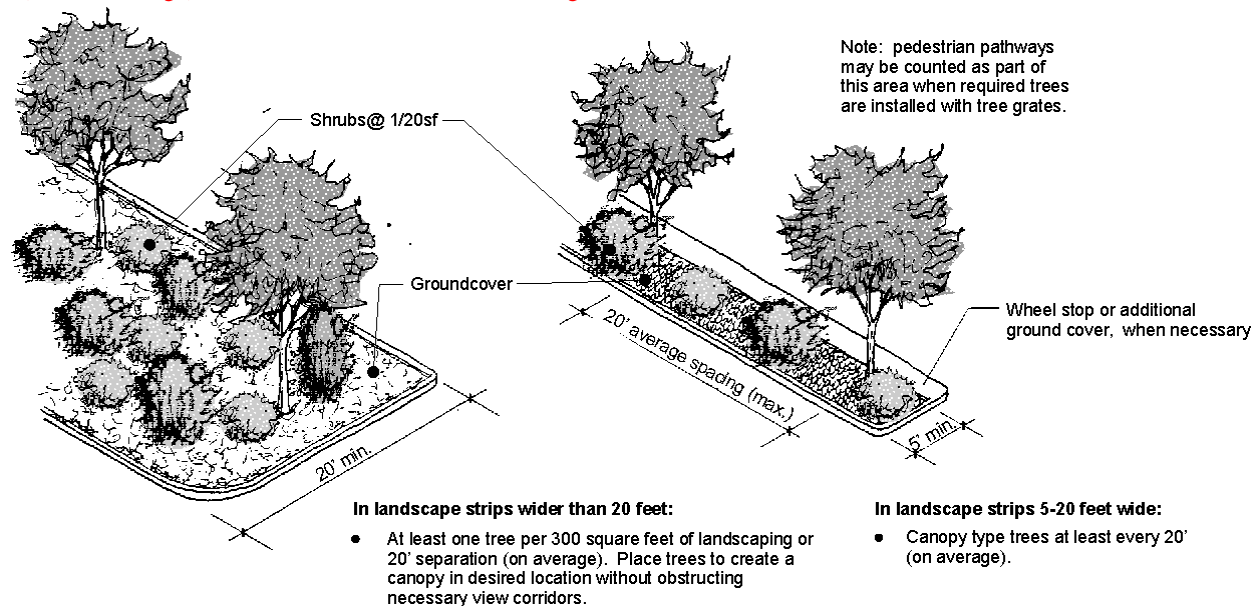 Note: pedestrian pathways
may be counted as part of
this area when required trees
are installed with tree grates.
Shrubs@ 1/20sf
Groundcover
Wheel stop or additional
ground cover, when necessary
20' average spacing (max.)
5' min.
20' min.
In landscape strips wider than 20 feet:
● At least one tree per 300 square feet of landscaping or
20' separation (on average). Place trees to create a
canopy in desired location without obstructing
necessary view corridors.
In landscape strips 5-20 feet wide:
● Canopy type trees at least every 20'
(on average).